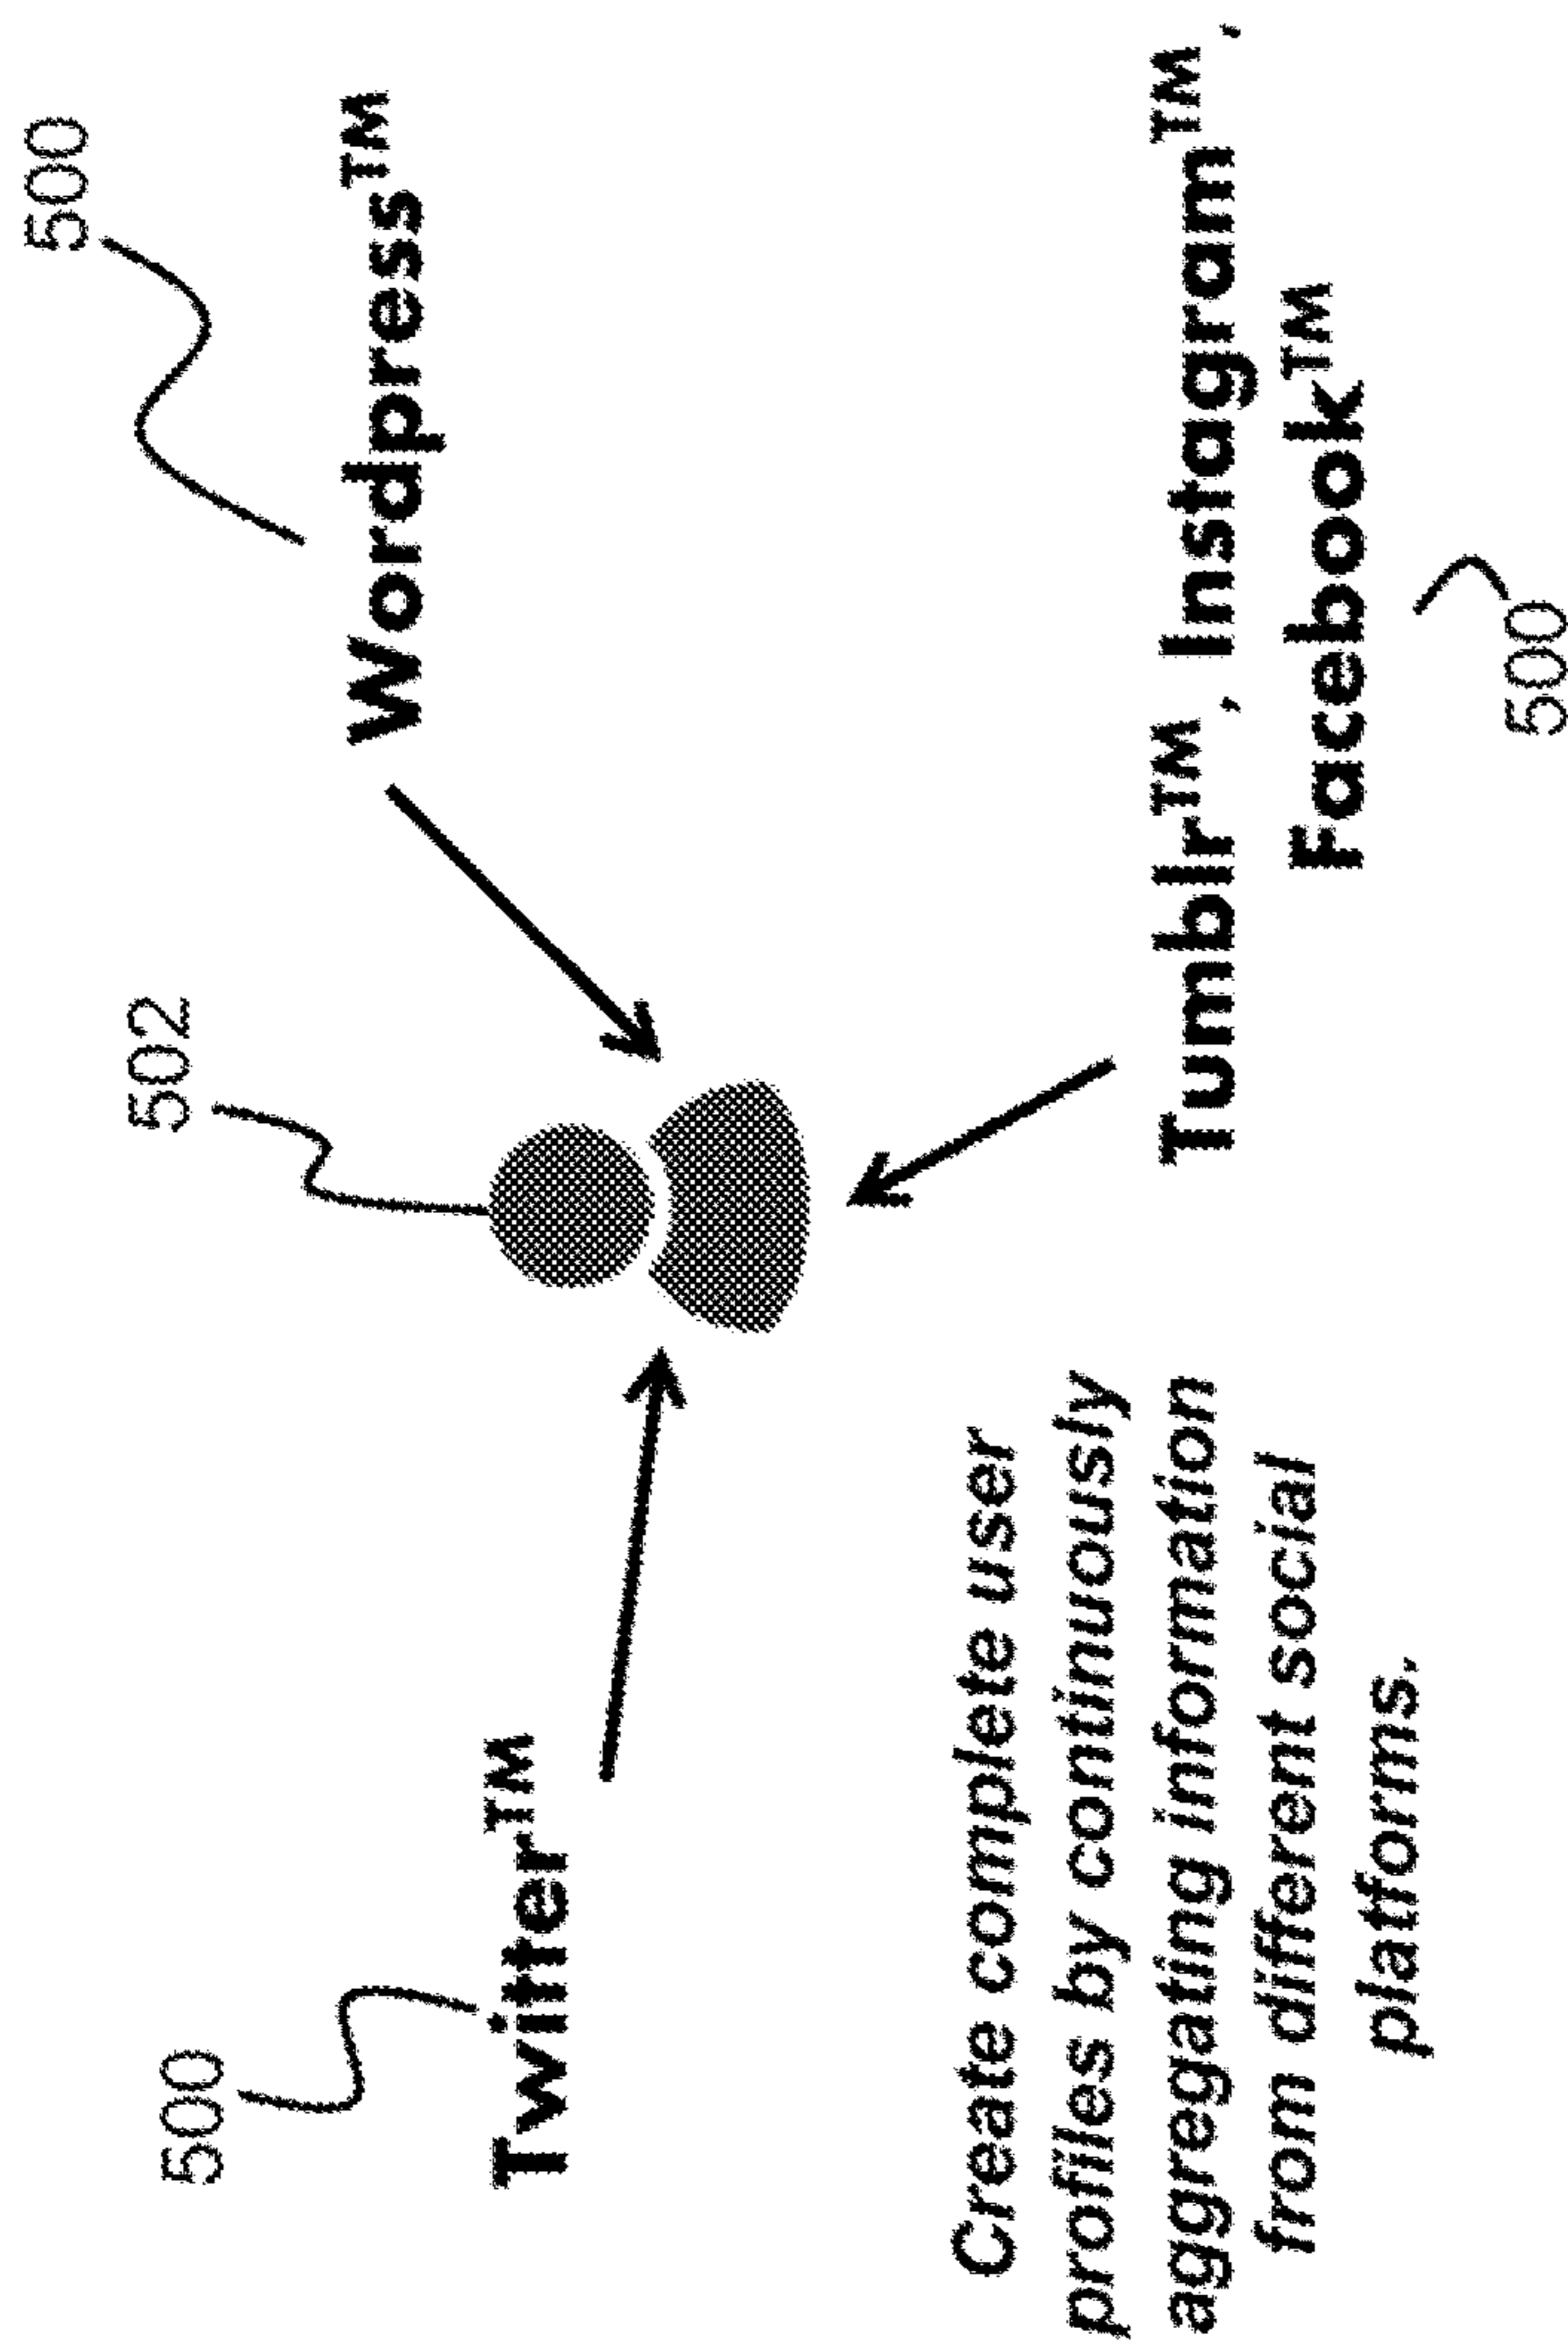 500
Wordpress™
502
500
Twitter™
Tumblr™, Instagram™,
Facebook™
500
Create complete user
profiles by continuously
aggregating information
from different social
platforms.